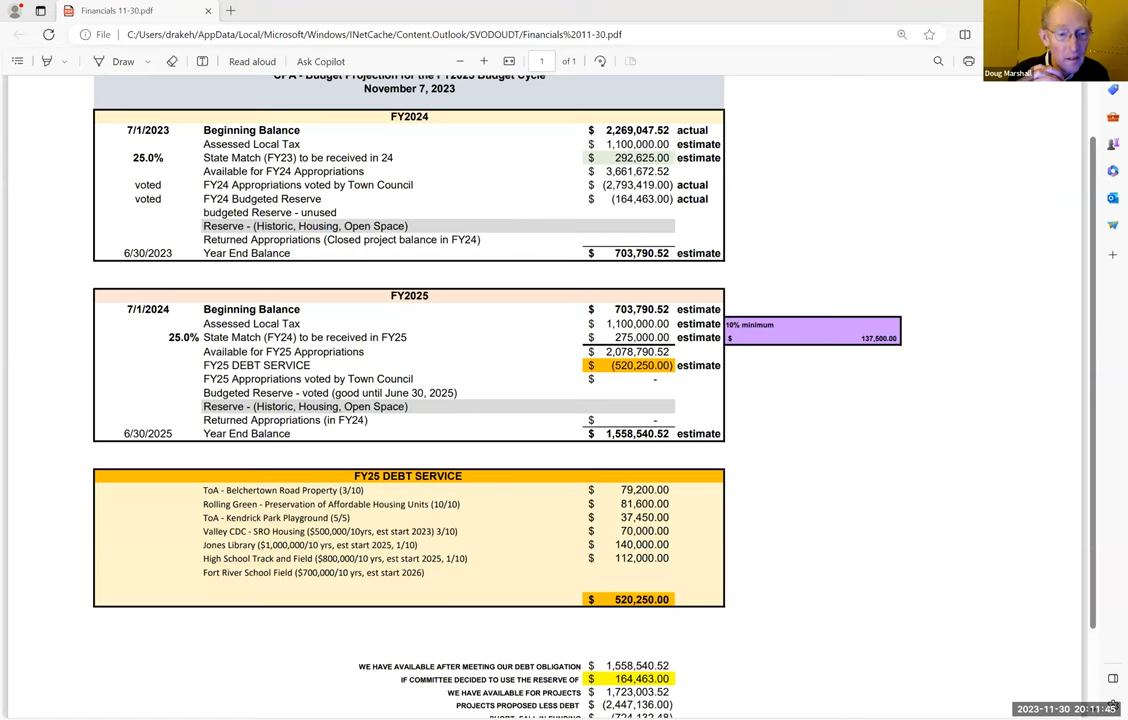 Financials 11-30.pdf
File C:/Users/drakeh/AppData/Local/Microsoft/Windows/INetCache/Content.Outlook/SVODOUDT/Financials%2011-30.pdf
Draw Read aloud Ask Copilot 1 of 1
Doug Marshall
CPA - Budget Projection for the FY2025 Budget Cycle
November 7, 2023
FY2024
7/1/2023 Beginning Balance $ 2,269,047.52 actual
Assessed Local Tax $ 1,100,000.00 estimate
25.0% State Match (FY23) to be received in 24 $ 292,625.00 estimate
Available for FY24 Appropriations $ 3,661,672.52
voted FY24 Appropriations voted by Town Council $ (2,793,419.00) actual
voted FY24 Budgeted Reserve $ (164,463.00) actual
budgeted Reserve - unused
Reserve - (Historic, Housing, Open Space)
Returned Appropriations (Closed project balance in FY24)
6/30/2023 Year End Balance $ 703,790.52 estimate
FY2025
7/1/2024 Beginning Balance $ 703,790.52 estimate
Assessed Local Tax $ 1,100,000.00 estimate 10% minimum
25.0% State Match (FY24) to be received in FY25 $ 275,000.00 estimate $ 137,500.00
Available for FY25 Appropriations $ 2,078,790.52
FY25 DEBT SERVICE $ (520,250.00) estimate
FY25 Appropriations voted by Town Council $ -
Budgeted Reserve - voted (good until June 30, 2025)
Reserve - (Historic, Housing, Open Space)
Returned Appropriations (in FY24) $ -
6/30/2025 Year End Balance $ 1,558,540.52 estimate
FY25 DEBT SERVICE
ToA - Belchertown Road Property (3/10) $ 79,200.00
Rolling Green - Preservation of Affordable Housing Units (10/10) $ 81,600.00
ToA - Kendrick Park Playground (5/5) $ 37,450.00
Valley CDC - SRO Housing ($500,000/10yrs, est start 2023) 3/10) $ 70,000.00
Jones Library ($1,000,000/10 yrs, est start 2025, 1/10) $ 140,000.00
High School Track and Field ($800,000/10 yrs, est start 2025, 1/10) $ 112,000.00
Fort River School Field ($700,000/10 yrs, est start 2026)
$ 520,250.00
WE HAVE AVAILABLE AFTER MEETING OUR DEBT OBLIGATION $ 1,558,540.52
IF COMMITTEE DECIDED TO USE THE RESERVE OF $ 164,463.00
WE HAVE AVAILABLE FOR PROJECTS $ 1,723,003.52
PROJECTS PROPOSED LESS DEBT $ (2,447,136.00)
SHORT- FALL IN FUNDING $ (724,132.48)
2023-11-30 20:11:45